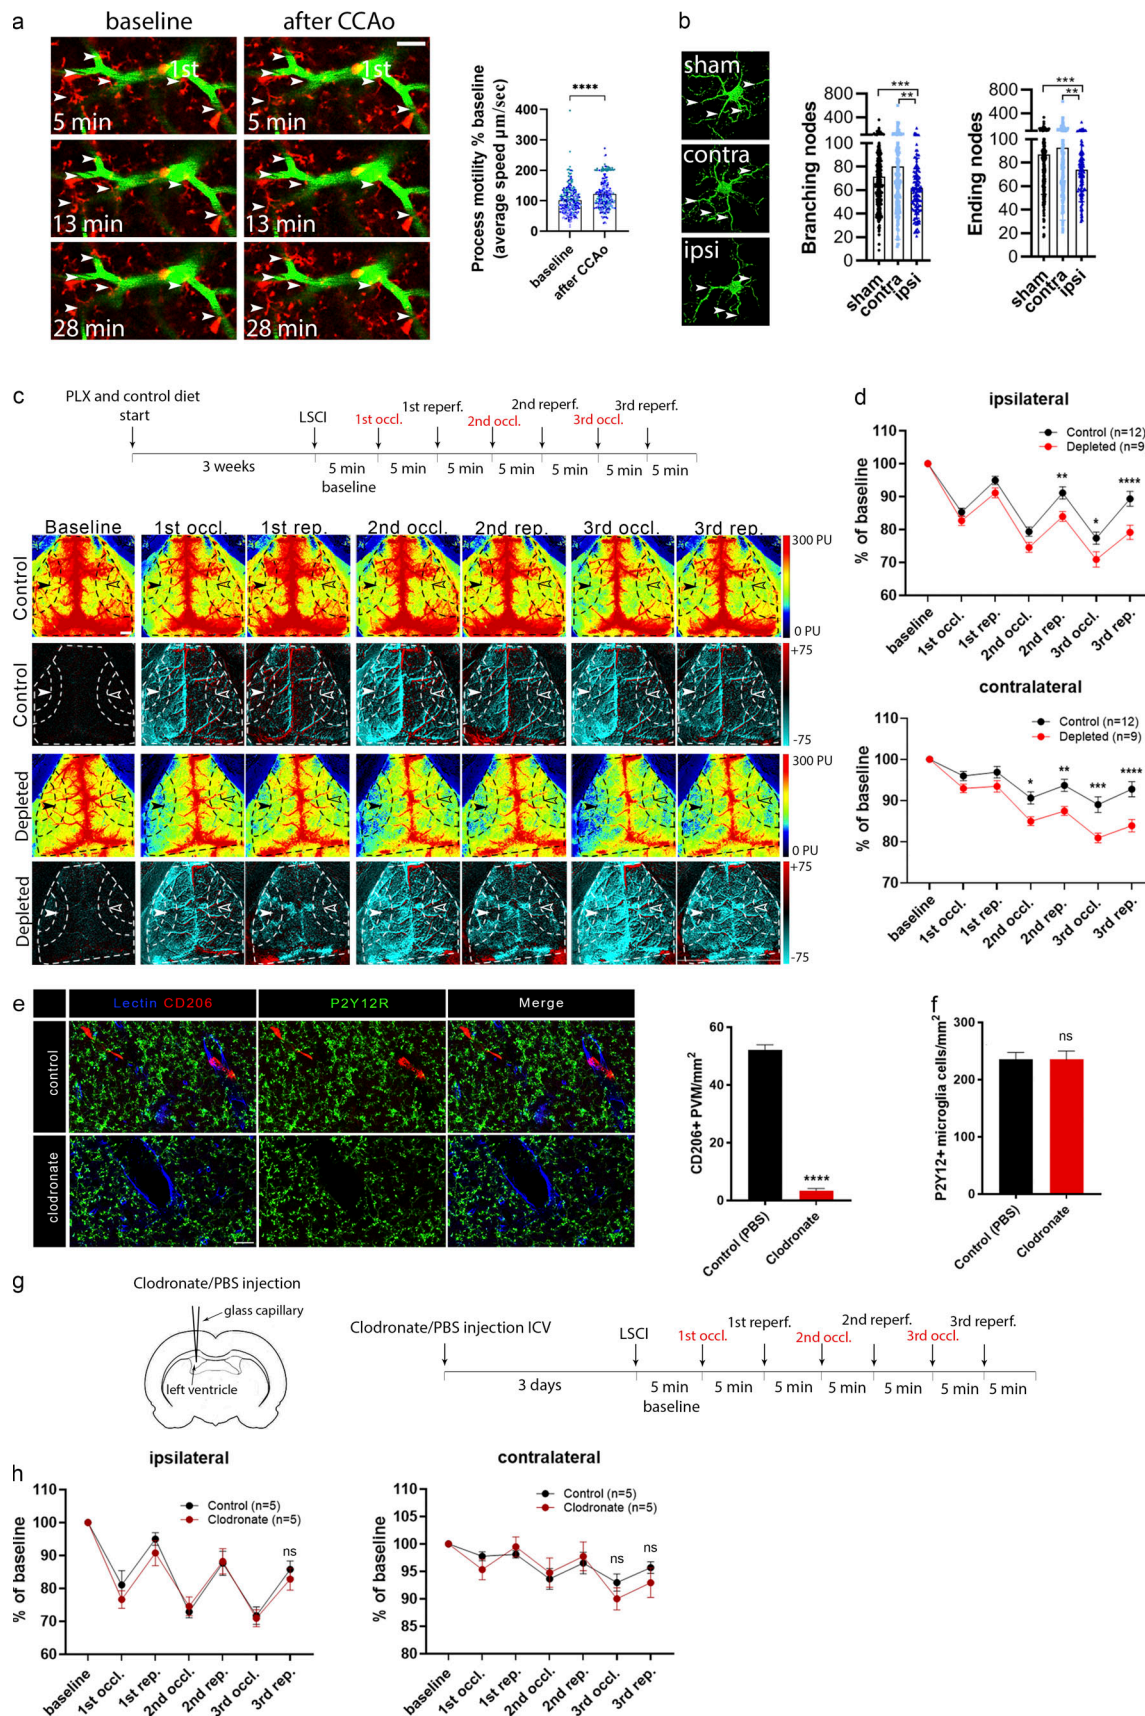 a
baseline
after CCAo
1st
5 min
1st
5 min
13 min
13 min
28 min
28 min
Process motility % baseline
(average speed µm/sec)
400
300
200
100
0
****
baseline
after CCAo
b
sham
contra
ipsi
Branching nodes
800
400
100
80
60
40
20
0
***
**
sham
contra
ipsi
Ending nodes
800
400
100
80
60
40
20
0
***
**
sham
contra
ipsi
c
PLX and control diet
start
LSCI
1st occl.
1st reperf.
2nd occl.
2nd reperf.
3rd occl.
3rd reperf.
3 weeks
5 min
5 min
5 min
5 min
5 min
5 min
5 min
baseline
Baseline
1st occl.
1st rep.
2nd occl.
2nd rep.
3rd occl.
3rd rep.
Control
300 PU
0 PU
Control
+75
-75
Depleted
300 PU
0 PU
Depleted
+75
-75
d
ipsilateral
Control (n=12)
Depleted (n=9)
% of baseline
110
100
90
80
70
60
**
*
****
baseline
1st occl.
1st rep.
2nd occl.
2nd rep.
3rd occl.
3rd rep.
contralateral
Control (n=12)
Depleted (n=9)
% of baseline
110
100
90
80
70
*
**
***
****
baseline
1st occl.
1st rep.
2nd occl.
2nd rep.
3rd occl.
3rd rep.
e
Lectin CD206
P2Y12R
Merge
control
clodronate
CD206+ PVM/mm²
60
40
20
0
****
Control (PBS)
Clodronate
f
P2Y12+ microglia cells/mm²
300
200
100
0
ns
Control (PBS)
Clodronate
g
Clodronate/PBS injection
glass capillary
left ventricle
Clodronate/PBS injection ICV
LSCI
1st occl.
1st reperf.
2nd occl.
2nd reperf.
3rd occl.
3rd reperf.
3 days
5 min
5 min
5 min
5 min
5 min
5 min
5 min
baseline
h
ipsilateral
Control (n=5)
Clodronate (n=5)
% of baseline
110
100
90
80
70
60
ns
baseline
1st occl.
1st rep.
2nd occl.
2nd rep.
3rd occl.
3rd rep.
contralateral
Control (n=5)
Clodronate (n=5)
% of baseline
110
105
100
95
90
85
80
ns
ns
baseline
1st occl.
1st rep.
2nd occl.
2nd rep.
3rd occl.
3rd rep.